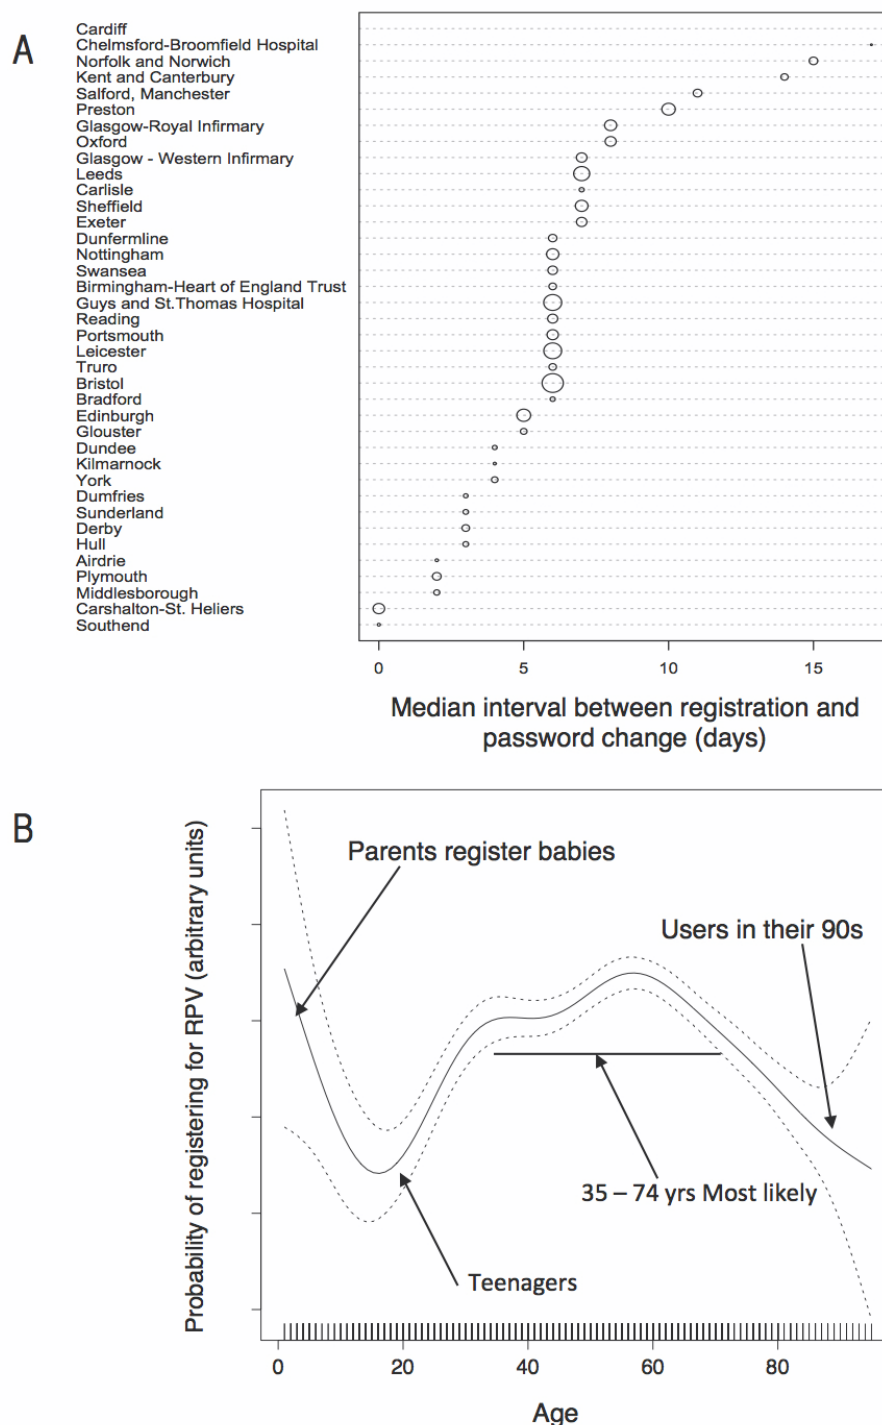 A
Cardiff
Chelmsford-Broomfield Hospital
Norfolk and Norwich
Kent and Canterbury
Salford, Manchester
Preston
Glasgow-Royal Infirmary
Oxford
Glasgow - Western Infirmary
Leeds
Carlisle
Sheffield
Exeter
Dunfermline
Nottingham
Swansea
Birmingham-Heart of England Trust
Guys and St.Thomas Hospital
Reading
Portsmouth
Leicester
Truro
Bristol
Bradford
Edinburgh
Glouster
Dundee
Kilmarnock
York
Dumfries
Sunderland
Derby
Hull
Airdrie
Plymouth
Middlesborough
Carshalton-St. Heliers
Southend
0 5 10 15
Median interval between registration and
password change (days)
B
Probability of registering for RPV (arbitrary units)
Parents register babies
Users in their 90s
35 – 74 yrs Most likely
Teenagers
0 20 40 60 80
Age